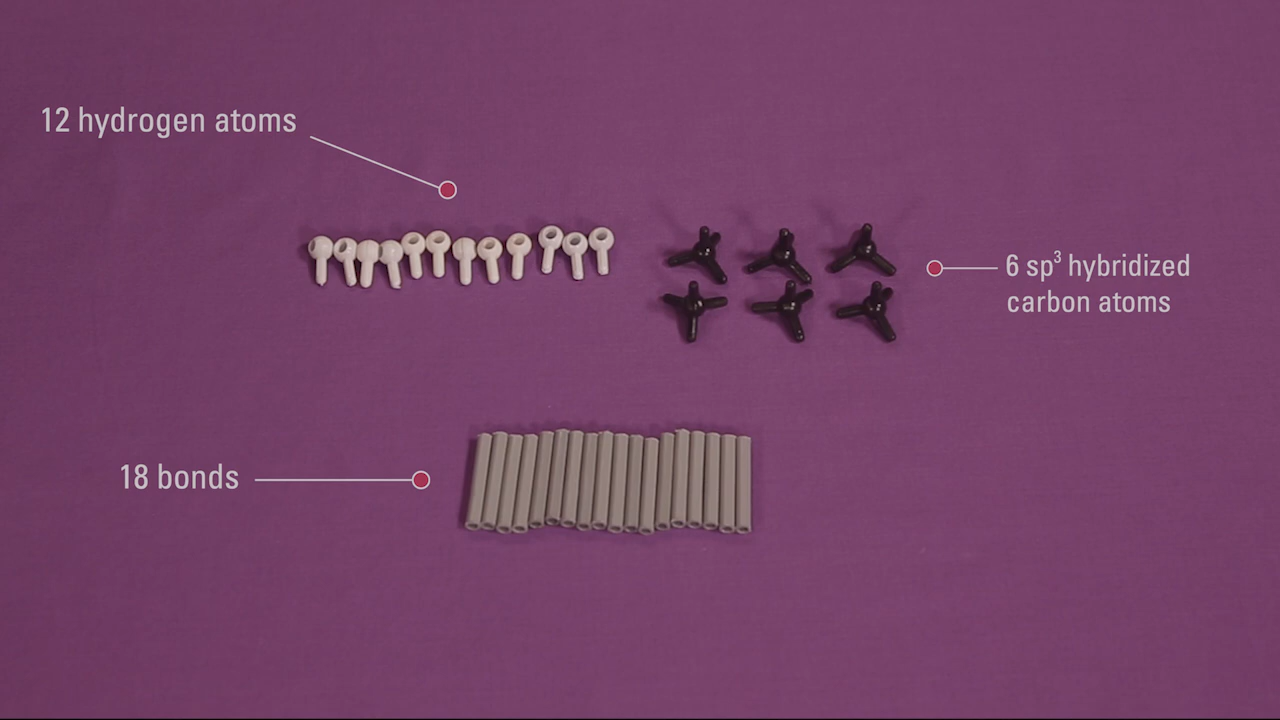 12 hydrogen atoms
6 sp³ hybridized
carbon atoms
18 bonds